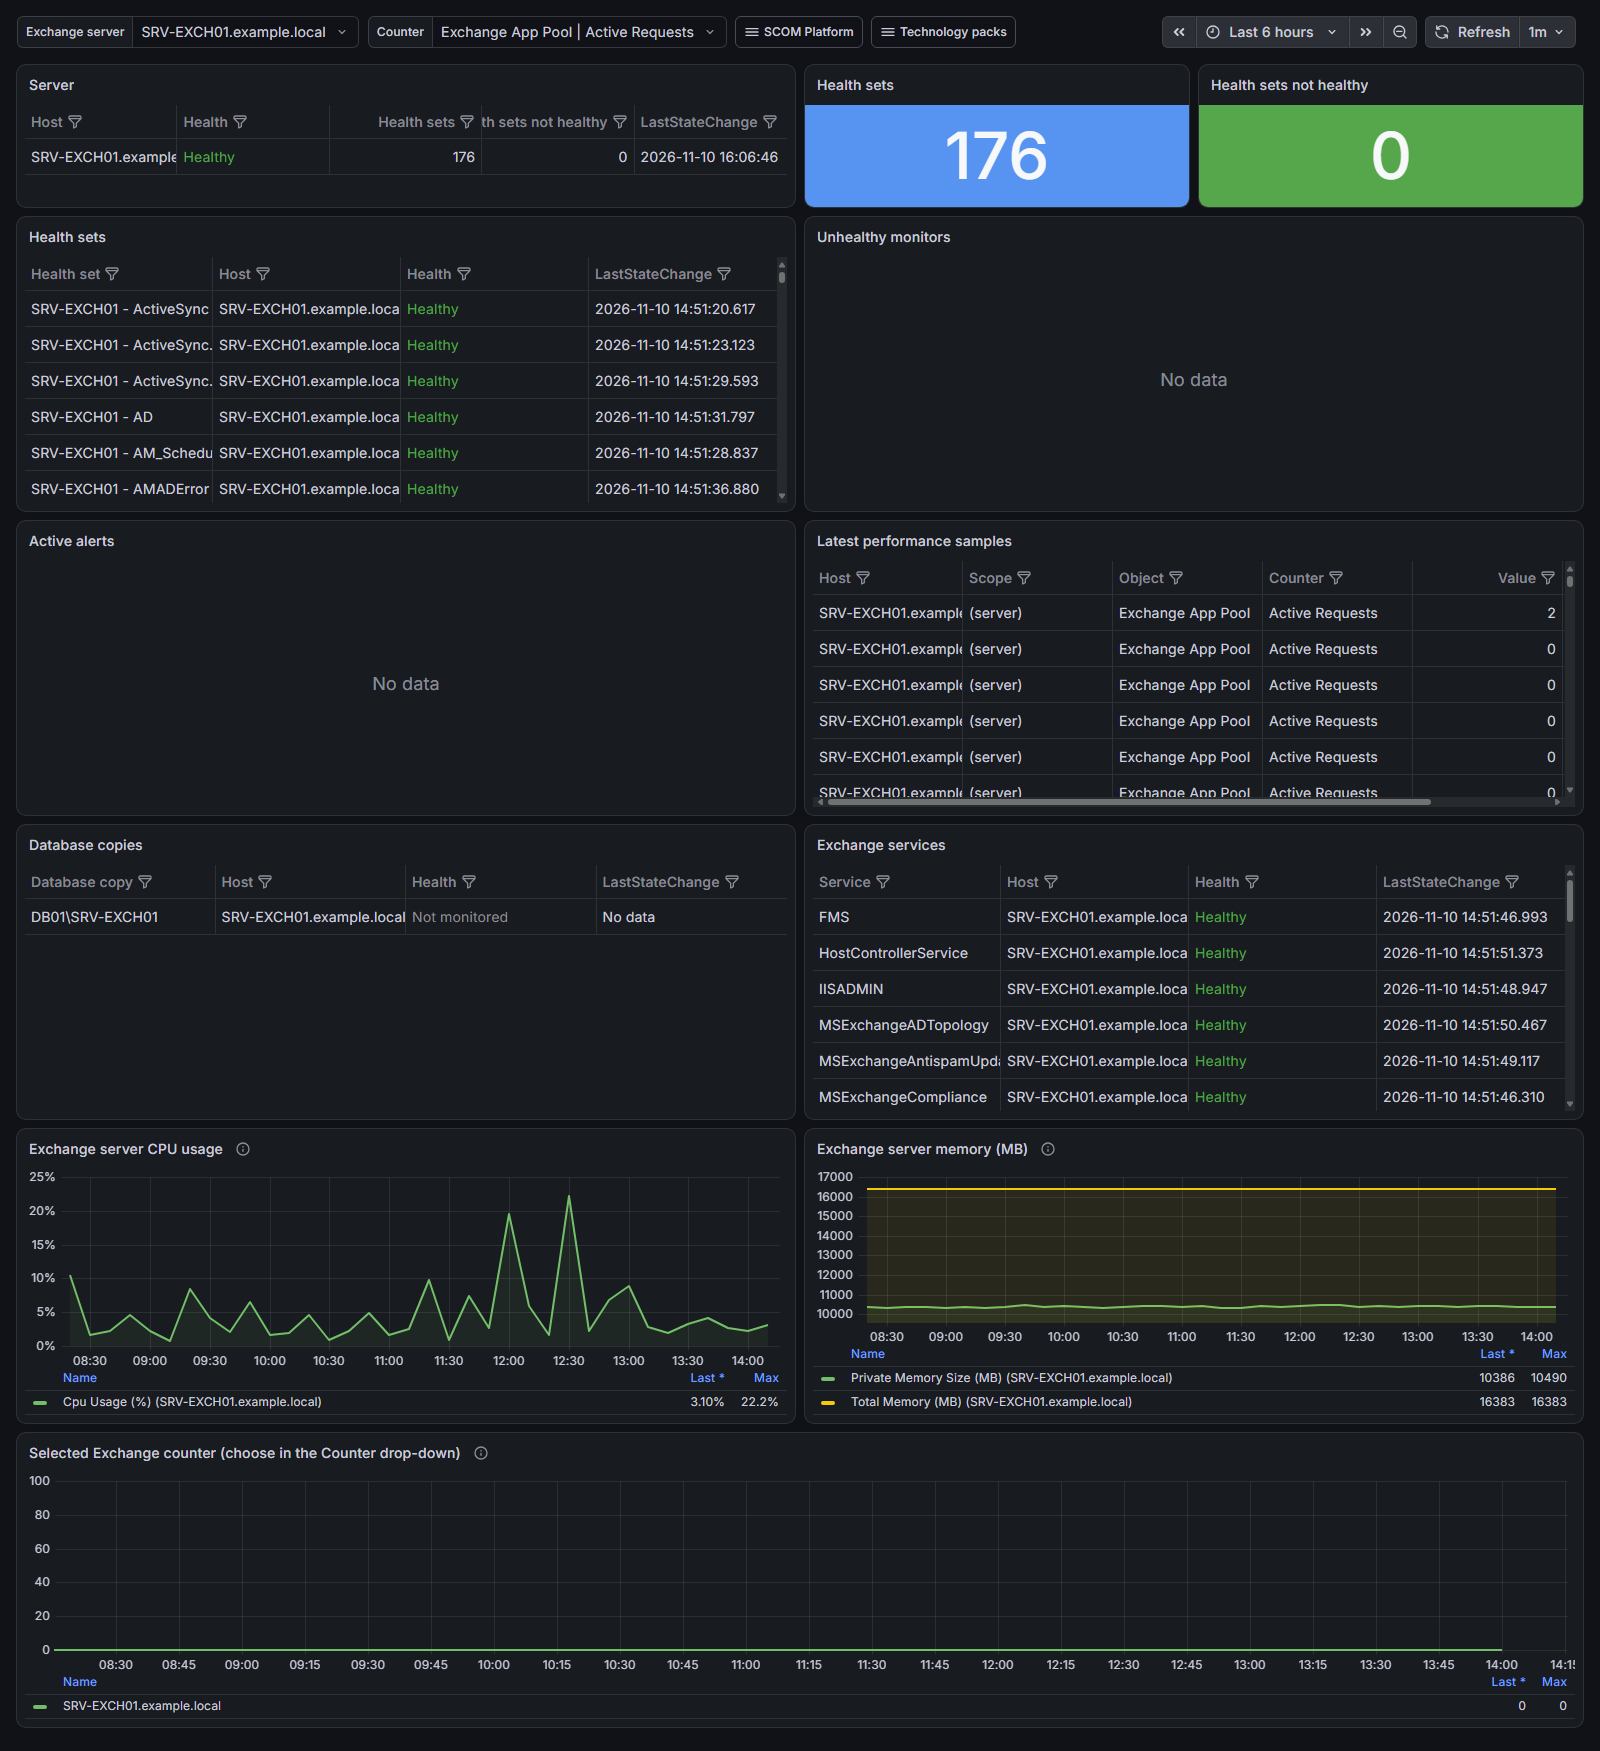 Exchange server SRV-EXCH01.example.local Counter Exchange App Pool | Active Requests SCOM Platform Technology packs Last 6 hours Refresh 1m
Server
Host Health Health sets th sets not healthy LastStateChange
SRV-EXCH01.example Healthy 176 0 2026-11-10 16:06:46
Health sets
176
Health sets not healthy
0
Health sets
Health set Host Health LastStateChange
SRV-EXCH01 - ActiveSync SRV-EXCH01.example.loca Healthy 2026-11-10 14:51:20.617
SRV-EXCH01 - ActiveSync. SRV-EXCH01.example.loca Healthy 2026-11-10 14:51:23.123
SRV-EXCH01 - ActiveSync. SRV-EXCH01.example.loca Healthy 2026-11-10 14:51:29.593
SRV-EXCH01 - AD SRV-EXCH01.example.loca Healthy 2026-11-10 14:51:31.797
SRV-EXCH01 - AM_Schedu SRV-EXCH01.example.loca Healthy 2026-11-10 14:51:28.837
SRV-EXCH01 - AMADError SRV-EXCH01.example.loca Healthy 2026-11-10 14:51:36.880
Unhealthy monitors
No data
Active alerts
No data
Latest performance samples
Host Scope Object Counter Value
SRV-EXCH01.example (server) Exchange App Pool Active Requests 2
SRV-EXCH01.example (server) Exchange App Pool Active Requests 0
SRV-EXCH01.example (server) Exchange App Pool Active Requests 0
SRV-EXCH01.example (server) Exchange App Pool Active Requests 0
SRV-EXCH01.example (server) Exchange App Pool Active Requests 0
SRV-EXCH01.example (server) Exchange App Pool Active Requests 0
Database copies
Database copy Host Health LastStateChange
DB01\SRV-EXCH01 SRV-EXCH01.example.local Not monitored No data
Exchange services
Service Host Health LastStateChange
FMS SRV-EXCH01.example.loca Healthy 2026-11-10 14:51:46.993
HostControllerService SRV-EXCH01.example.loca Healthy 2026-11-10 14:51:51.373
IISADMIN SRV-EXCH01.example.loca Healthy 2026-11-10 14:51:48.947
MSExchangeADTopology SRV-EXCH01.example.loca Healthy 2026-11-10 14:51:50.467
MSExchangeAntispamUpda SRV-EXCH01.example.loca Healthy 2026-11-10 14:51:49.117
MSExchangeCompliance SRV-EXCH01.example.loca Healthy 2026-11-10 14:51:46.310
Exchange server CPU usage
25%
20%
15%
10%
5%
0%
08:30 09:00 09:30 10:00 10:30 11:00 11:30 12:00 12:30 13:00 13:30 14:00
Name Last * Max
Cpu Usage (%) (SRV-EXCH01.example.local) 3.10% 22.2%
Exchange server memory (MB)
17000
16000
15000
14000
13000
12000
11000
10000
08:30 09:00 09:30 10:00 10:30 11:00 11:30 12:00 12:30 13:00 13:30 14:00
Name Last * Max
Private Memory Size (MB) (SRV-EXCH01.example.local) 10386 10490
Total Memory (MB) (SRV-EXCH01.example.local) 16383 16383
Selected Exchange counter (choose in the Counter drop-down)
100
80
60
40
20
0
08:30 08:45 09:00 09:15 09:30 09:45 10:00 10:15 10:30 10:45 11:00 11:15 11:30 11:45 12:00 12:15 12:30 12:45 13:00 13:15 13:30 13:45 14:00 14:15
Name Last * Max
SRV-EXCH01.example.local 0 0